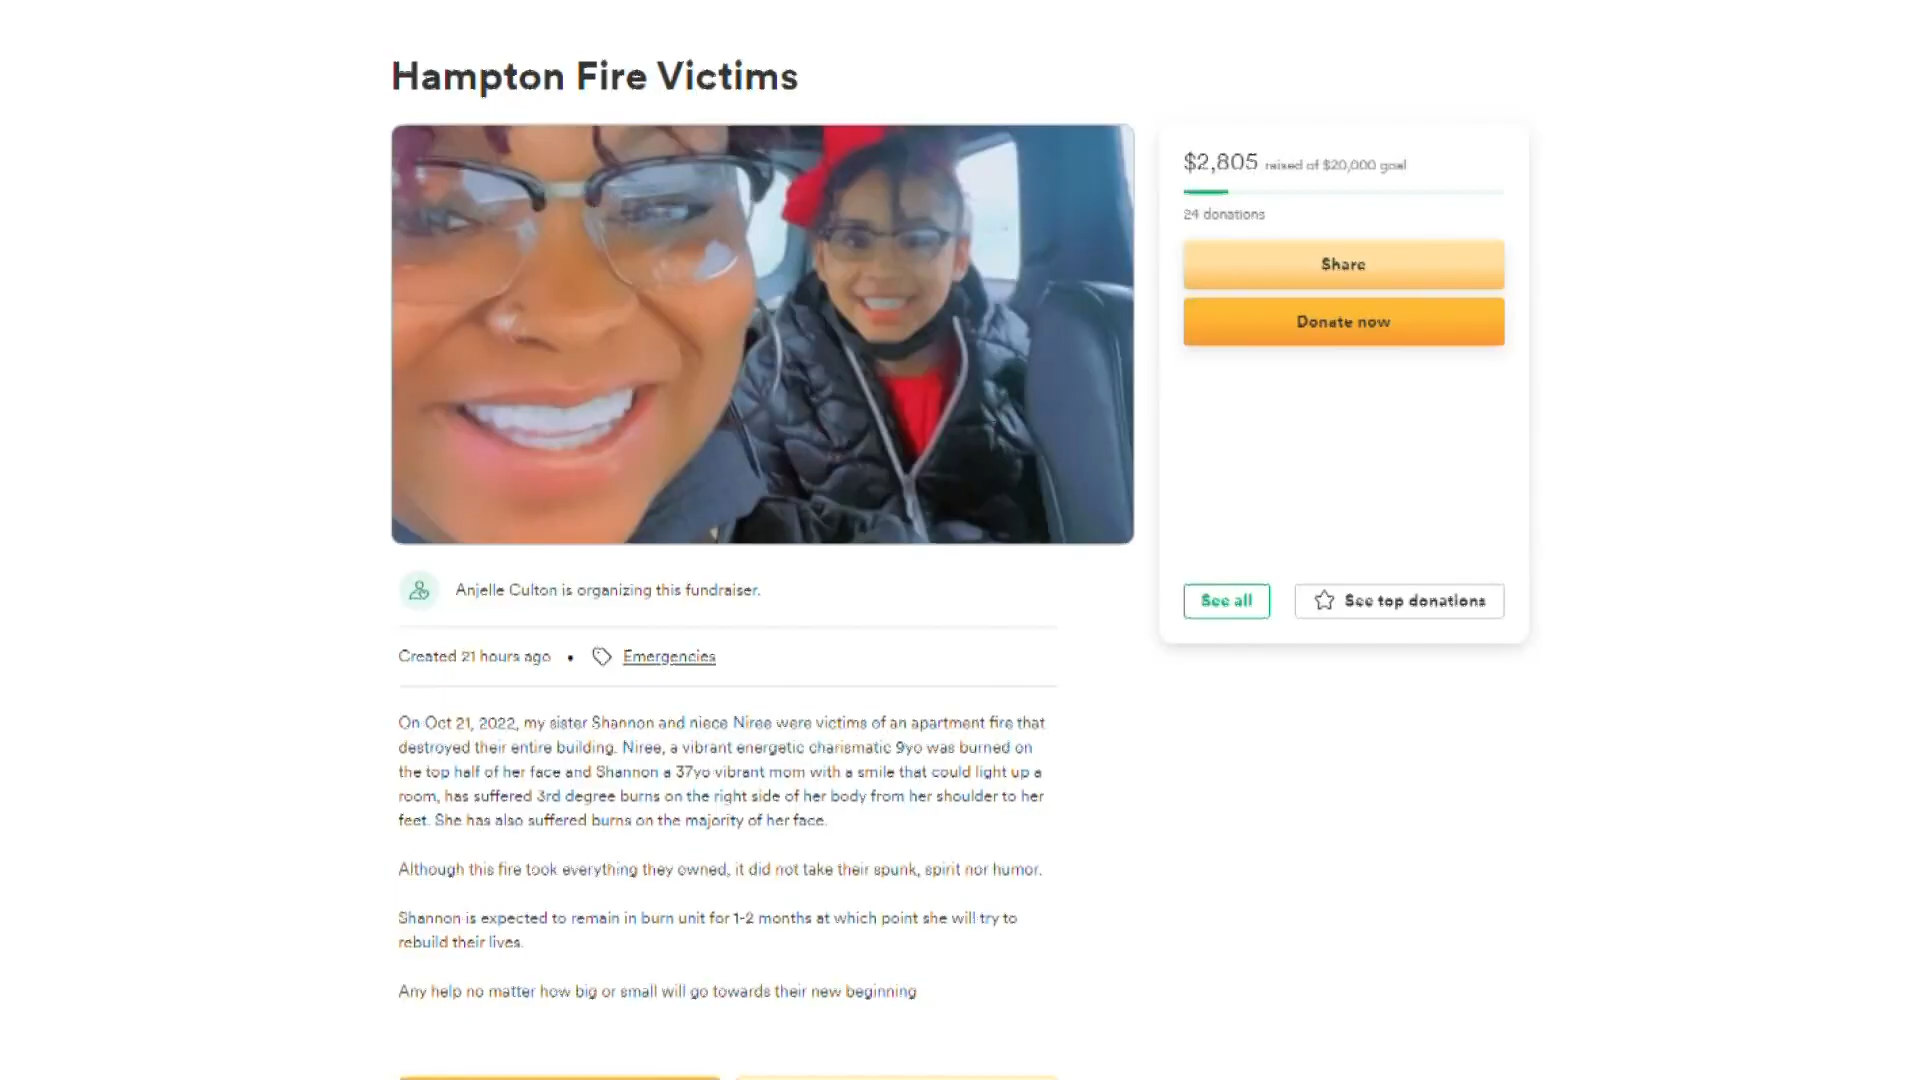 Hampton Fire Victims
$2,805 raised of $20,000 goal
24 donations
Share
Donate now
See all
See top donations
Anjelle Culton is organizing this fundraiser.
Created 21 hours ago • Emergencies
On Oct 21, 2022, my sister Shannon and niece Niree were victims of an apartment fire that
destroyed their entire building. Niree, a vibrant energetic charismatic 9yo was burned on
the top half of her face and Shannon a 37yo vibrant mom with a smile that could light up a
room, has suffered 3rd degree burns on the right side of her body from her shoulder to her
feet. She has also suffered burns on the majority of her face.
Although this fire took everything they owned, it did not take their spunk, spirit nor humor.
Shannon is expected to remain in burn unit for 1-2 months at which point she will try to
rebuild their lives.
Any help no matter how big or small will go towards their new beginning